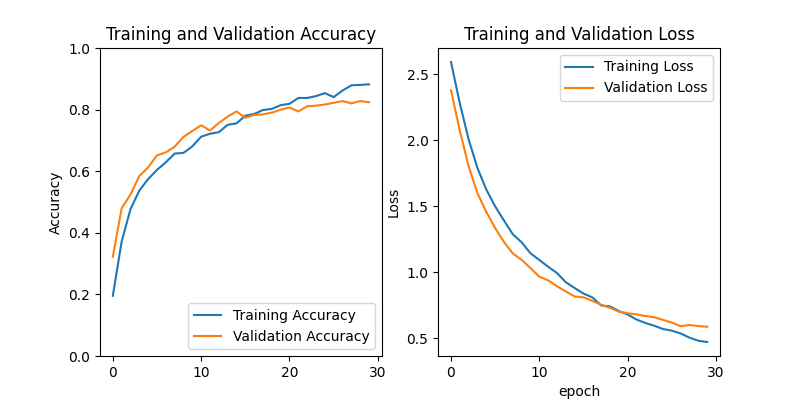 Training and Validation Accuracy
1.0
0.8
0.6
0.4
0.2
0.0
Accuracy
Training Accuracy
Validation Accuracy
0 10 20 30
Training and Validation Loss
Training Loss
Validation Loss
2.5
2.0
1.5
1.0
0.5
Loss
0 10 20 30
epoch